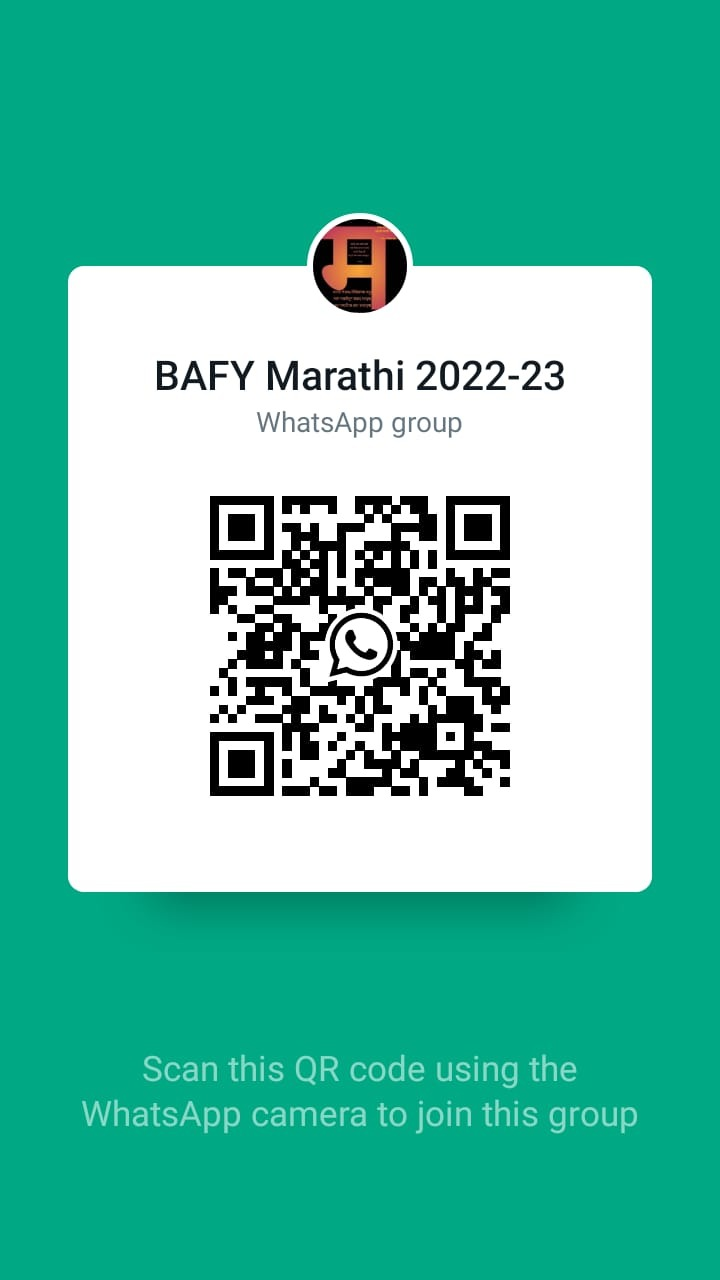 म
BAFY Marathi 2022-23
WhatsApp group
Scan this QR code using the
WhatsApp camera to join this group